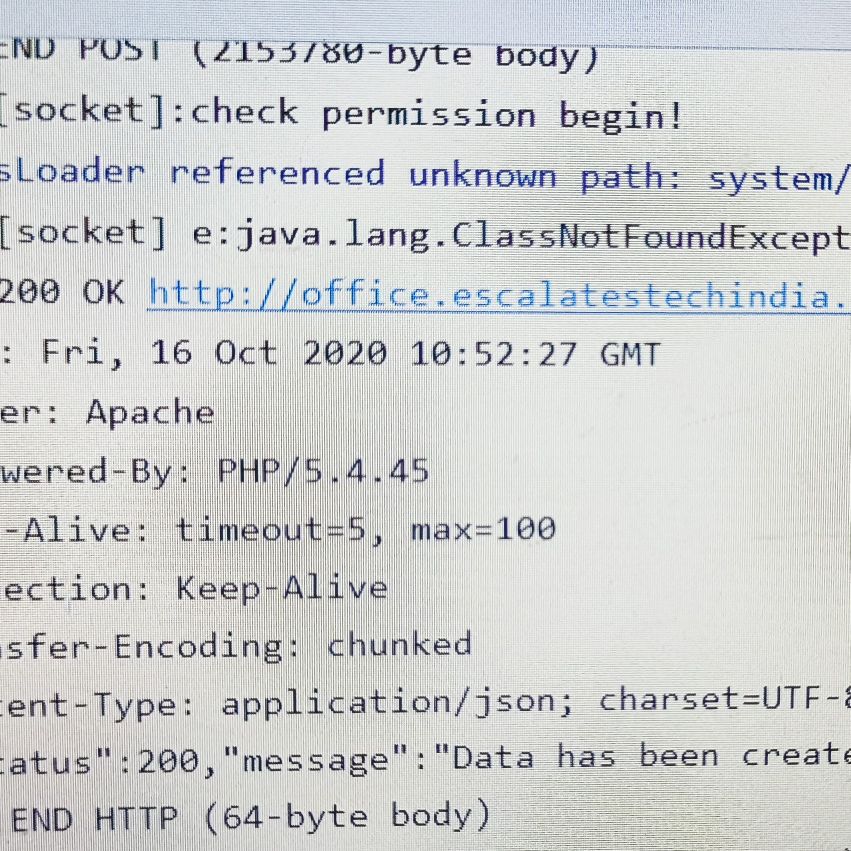 END POST (2153780-byte body)
[socket]:check permission begin!
sLoader referenced unknown path: system/
[socket] e:java.lang.ClassNotFoundExcept
200 OK http://office.escalatestechindia.
: Fri, 16 Oct 2020 10:52:27 GMT
er: Apache
wered-By: PHP/5.4.45
-Alive: timeout=5, max=100
ection: Keep-Alive
nsfer-Encoding: chunked
tent-Type: application/json; charset=UTF-8
tatus":200,"message":"Data has been create
END HTTP (64-byte body)